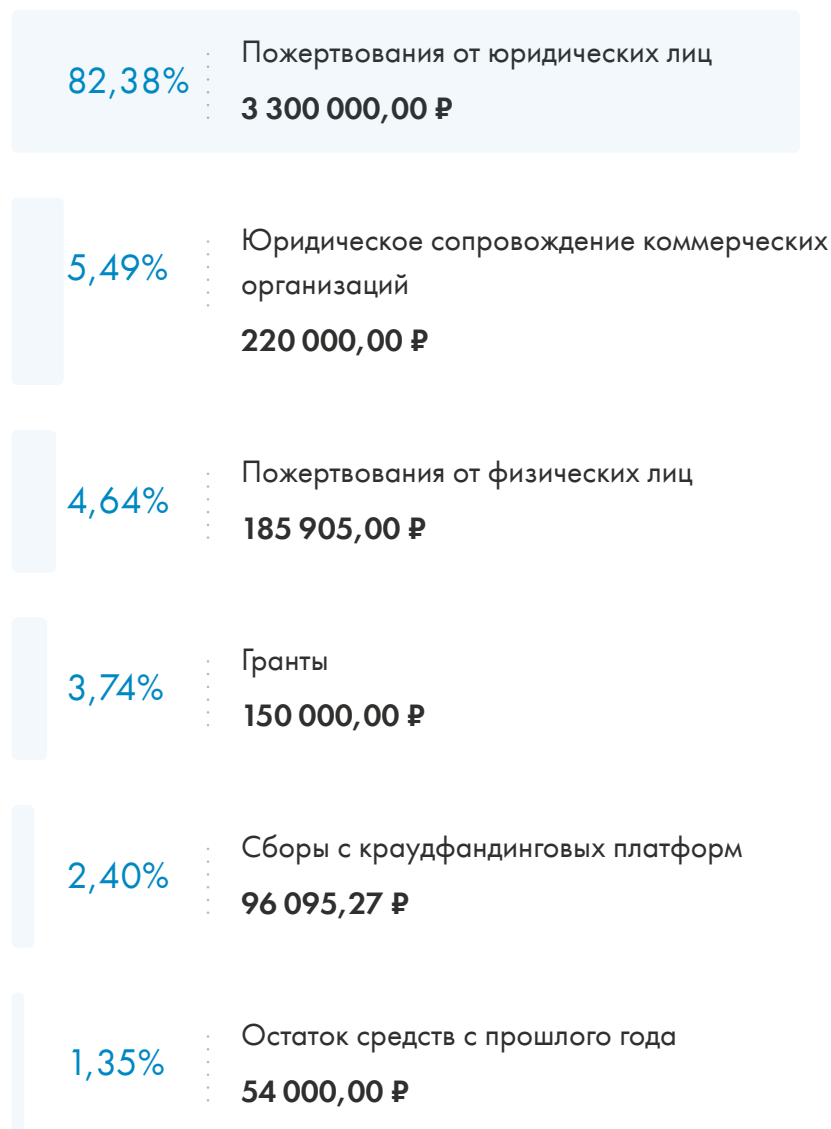 82,38%
Пожертвования от юридических лиц
3 300 000,00 ₽
5,49%
Юридическое сопровождение коммерческих
организаций
220 000,00 ₽
4,64%
Пожертвования от физических лиц
185 905,00 ₽
3,74%
Гранты
150 000,00 ₽
2,40%
Сборы с краудфандинговых платформ
96 095,27 ₽
1,35%
Остаток средств с прошлого года
54 000,00 ₽